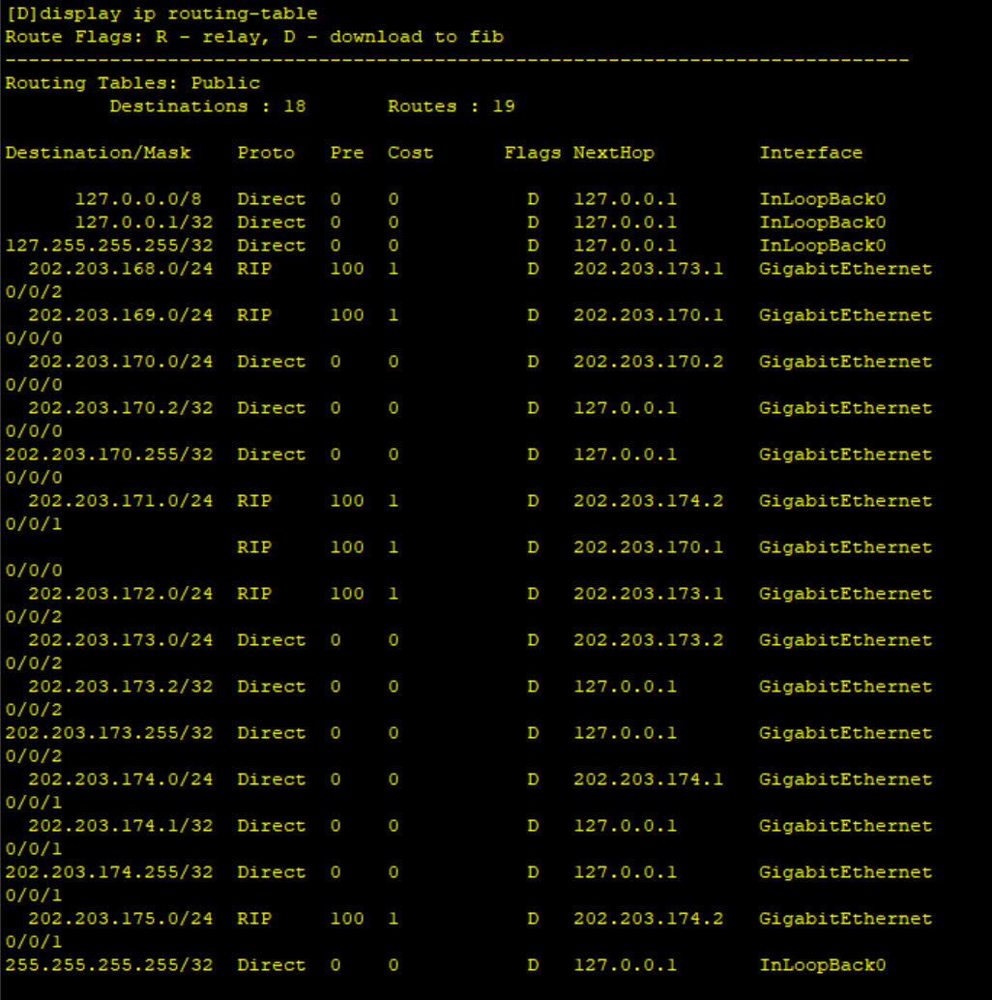 [D]display ip routing-table
Route Flags: R - relay, D - download to fib
------------------------------------------------------------------------------
Routing Tables: Public
         Destinations : 18       Routes : 19

Destination/Mask    Proto   Pre  Cost      Flags NextHop         Interface

      127.0.0.0/8   Direct  0    0           D   127.0.0.1       InLoopBack0
      127.0.0.1/32  Direct  0    0           D   127.0.0.1       InLoopBack0
127.255.255.255/32  Direct  0    0           D   127.0.0.1       InLoopBack0
  202.203.168.0/24  RIP     100  1           D   202.203.173.1   GigabitEthernet
0/0/2
  202.203.169.0/24  RIP     100  1           D   202.203.170.1   GigabitEthernet
0/0/0
  202.203.170.0/24  Direct  0    0           D   202.203.170.2   GigabitEthernet
0/0/0
  202.203.170.2/32  Direct  0    0           D   127.0.0.1       GigabitEthernet
0/0/0
202.203.170.255/32  Direct  0    0           D   127.0.0.1       GigabitEthernet
0/0/0
  202.203.171.0/24  RIP     100  1           D   202.203.174.2   GigabitEthernet
0/0/1
                    RIP     100  1           D   202.203.170.1   GigabitEthernet
0/0/0
  202.203.172.0/24  RIP     100  1           D   202.203.173.1   GigabitEthernet
0/0/2
  202.203.173.0/24  Direct  0    0           D   202.203.173.2   GigabitEthernet
0/0/2
  202.203.173.2/32  Direct  0    0           D   127.0.0.1       GigabitEthernet
0/0/2
202.203.173.255/32  Direct  0    0           D   127.0.0.1       GigabitEthernet
0/0/2
  202.203.174.0/24  Direct  0    0           D   202.203.174.1   GigabitEthernet
0/0/1
  202.203.174.1/32  Direct  0    0           D   127.0.0.1       GigabitEthernet
0/0/1
202.203.174.255/32  Direct  0    0           D   127.0.0.1       GigabitEthernet
0/0/1
  202.203.175.0/24  RIP     100  1           D   202.203.174.2   GigabitEthernet
0/0/1
255.255.255.255/32  Direct  0    0           D   127.0.0.1       InLoopBack0